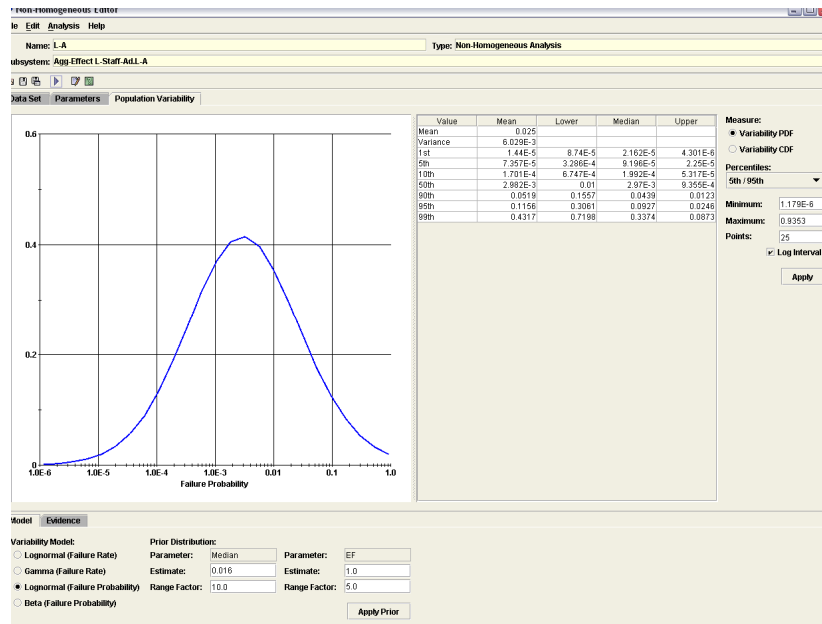 Non-Homogeneous Editor
le Edit Analysis Help
Name: L-A Type: Non-Homogeneous Analysis
ubsystem: Agg-Effect L-Staff-Ad.L-A
Data Set Parameters Population Variability
0.6
0.4
0.2
0
1.0E-6 1.0E-5 1.0E-4 1.0E-3 0.01 0.1 1.0
Failure Probability
Value Mean Lower Median Upper
Mean 0.025
Variance 6.029E-3
1st 1.44E-5 8.74E-5 2.162E-5 4.301E-6
5th 7.357E-5 3.286E-4 9.196E-5 2.25E-5
10th 1.701E-4 6.747E-4 1.992E-4 5.317E-5
50th 2.982E-3 0.01 2.97E-3 9.355E-4
90th 0.0519 0.1557 0.0439 0.0123
95th 0.1156 0.3061 0.0927 0.0246
99th 0.4317 0.7198 0.3374 0.0873
Measure:
Variability PDF
Variability CDF
Percentiles:
5th / 95th
Minimum: 1.179E-6
Maximum: 0.9353
Points: 25
Log Interval
Apply
Model Evidence
Variability Model: Prior Distribution:
Lognormal (Failure Rate) Parameter: Median Parameter: EF
Gamma (Failure Rate) Estimate: 0.016 Estimate: 1.0
Lognormal (Failure Probability) Range Factor: 10.0 Range Factor: 5.0
Beta (Failure Probability)
Apply Prior